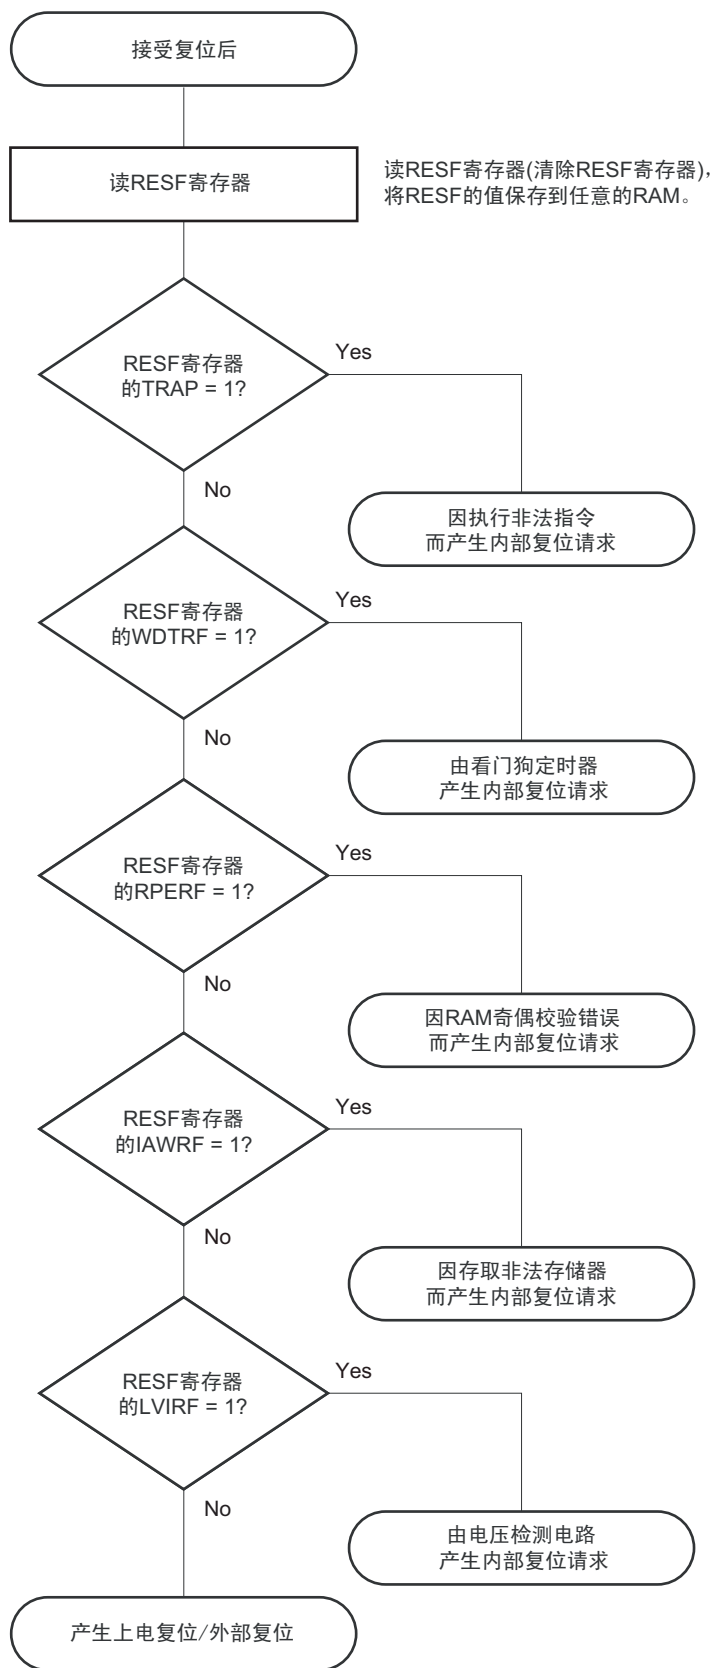 接受复位后
读RESF寄存器
读RESF寄存器(清除RESF寄存器)，
将RESF的值保存到任意的RAM。
RESF寄存器
的TRAP = 1?
Yes
No
因执行非法指令
而产生内部复位请求
RESF寄存器
的WDTRF = 1?
Yes
No
由看门狗定时器
产生内部复位请求
RESF寄存器
的RPERF = 1?
Yes
No
因RAM奇偶校验错误
而产生内部复位请求
RESF寄存器
的IAWRF = 1?
Yes
No
因存取非法存储器
而产生内部复位请求
RESF寄存器
的LVIRF = 1?
Yes
No
由电压检测电路
产生内部复位请求
产生上电复位/外部复位